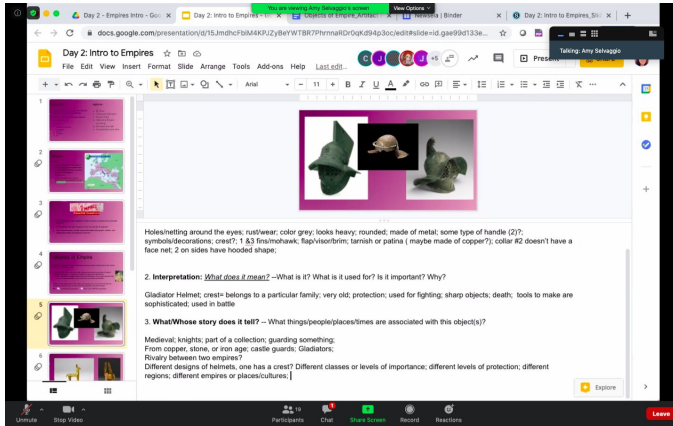 You are viewing Amy Selvaggio's screen
View Options
Day 2 - Empires Intro - Goo
Day 2: Intro to Empires -
Objects of Empire_Artifact
Newsela | Binder
Day 2: Intro to Empires_Sli
Talking: Amy Selvaggio
Day 2: Intro to Empires
File Edit View Insert Format Slide Arrange Tools Add-ons Help Last edit..
+5
Present
Arial
11
B I U A
1
2
3
4
5
6
Holes/netting around the eyes; rust/wear; color grey; looks heavy; rounded; made of metal; some type of handle (2)?;
symbols/decorations; crest?; 1 &3 fins/mohawk; flap/visor/brim; tarnish or patina ( maybe made of copper?); collar #2 doesn't have a
face net; 2 on sides have hooded shape;
2. Interpretation: What does it mean? --What is it? What is it used for? Is it important? Why?
Gladiator Helmet; crest= belongs to a particular family; very old; protection; used for fighting; sharp objects; death; tools to make are
sophisticated; used in battle
3. What/Whose story does it tell? -- What things/people/places/times are associated with this object(s)?
Medieval; knights; part of a collection; guarding something;
From copper, stone, or iron age; castle guards; Gladiators;
Rivalry between two empires?
Different designs of helmets, one has a crest? Different classes or levels of importance; different levels of protection; different
regions; different empires or places/cultures;
Explore
Unmute
Stop Video
19
Participants
1
Chat
Share Screen
Record
Reactions
Leave